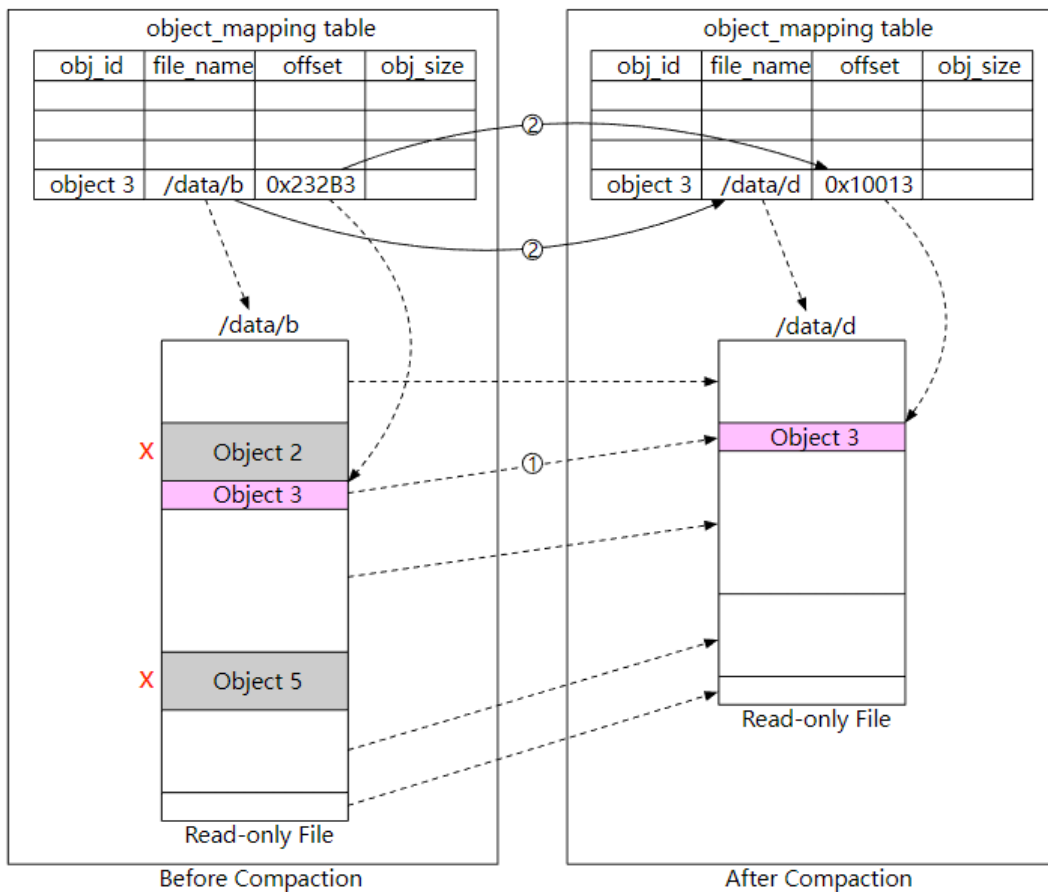 object_mapping table
obj_id file_name offset obj_size
object 3 /data/b 0x232B3
/data/b
X Object 2
Object 3
X Object 5
Read-only File
Before Compaction
②
②
①
object_mapping table
obj_id file_name offset obj_size
object 3 /data/d 0x10013
/data/d
Object 3
Read-only File
After Compaction